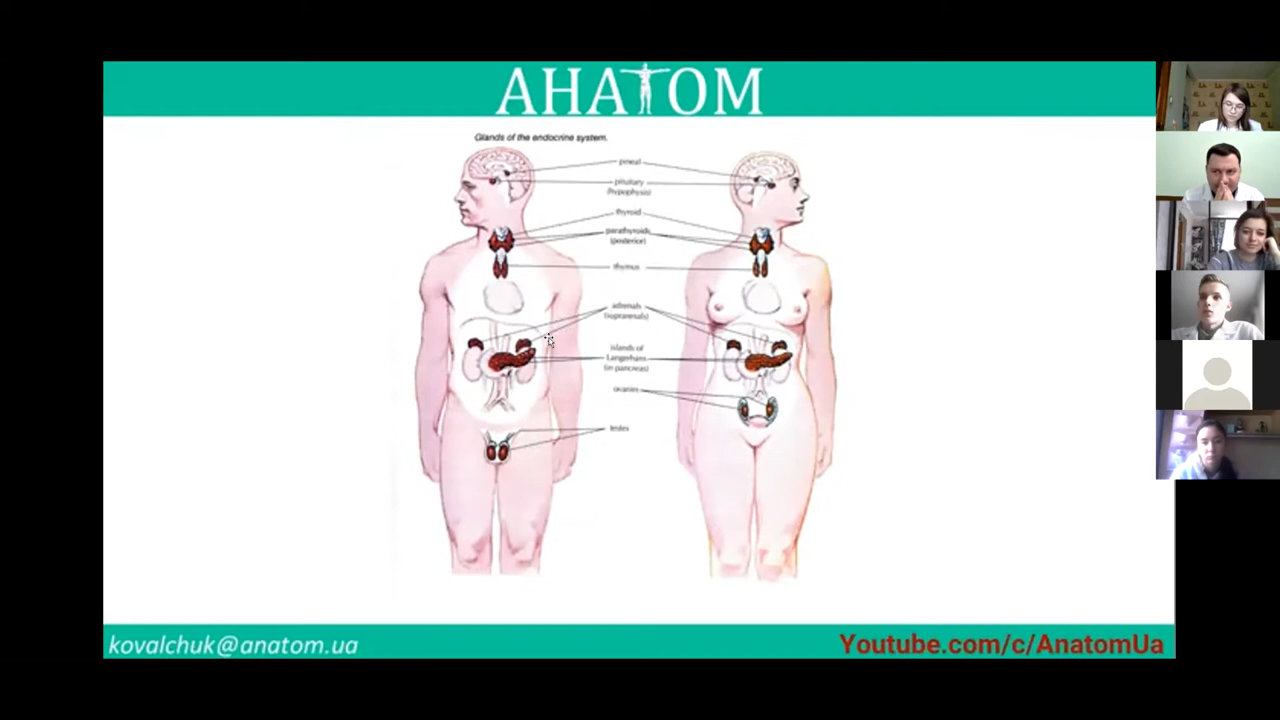 АНАТОМ
Glands of the endocrine system.
pineal
pituitary
(hypophysis)
thyroid
parathyroids
(posterior)
thymus
adrenals
(suprarenals)
islands of
Langerhans
(in pancreas)
ovaries
testes
kovalchuk@anatom.ua
Youtube.com/c/AnatomUa